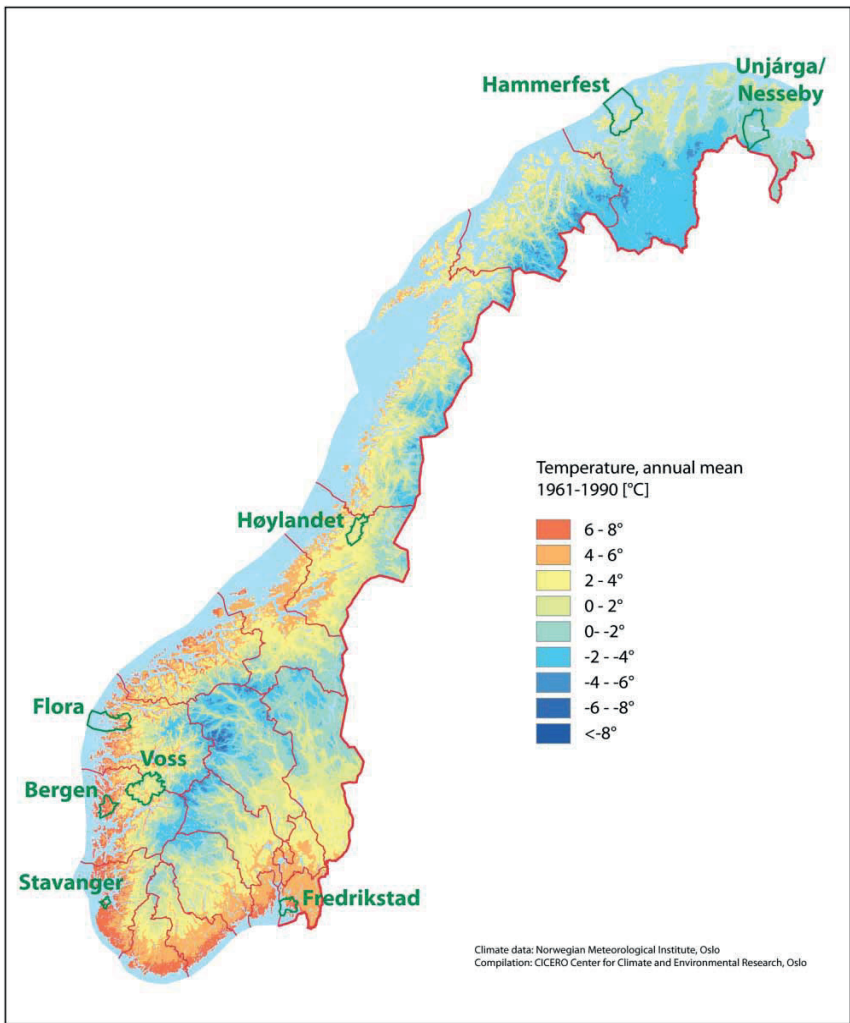 Unjárga/
Nesseby
Hammerfest
Høylandet
Flora
Voss
Bergen
Stavanger
Fredrikstad
Temperature, annual mean
1961-1990 [°C]
6 - 8°
4 - 6°
2 - 4°
0 - 2°
0- -2°
-2 - -4°
-4 - -6°
-6 - -8°
<-8°
Climate data: Norwegian Meteorological Institute, Oslo
Compilation: CICERO Center for Climate and Environmental Research, Oslo